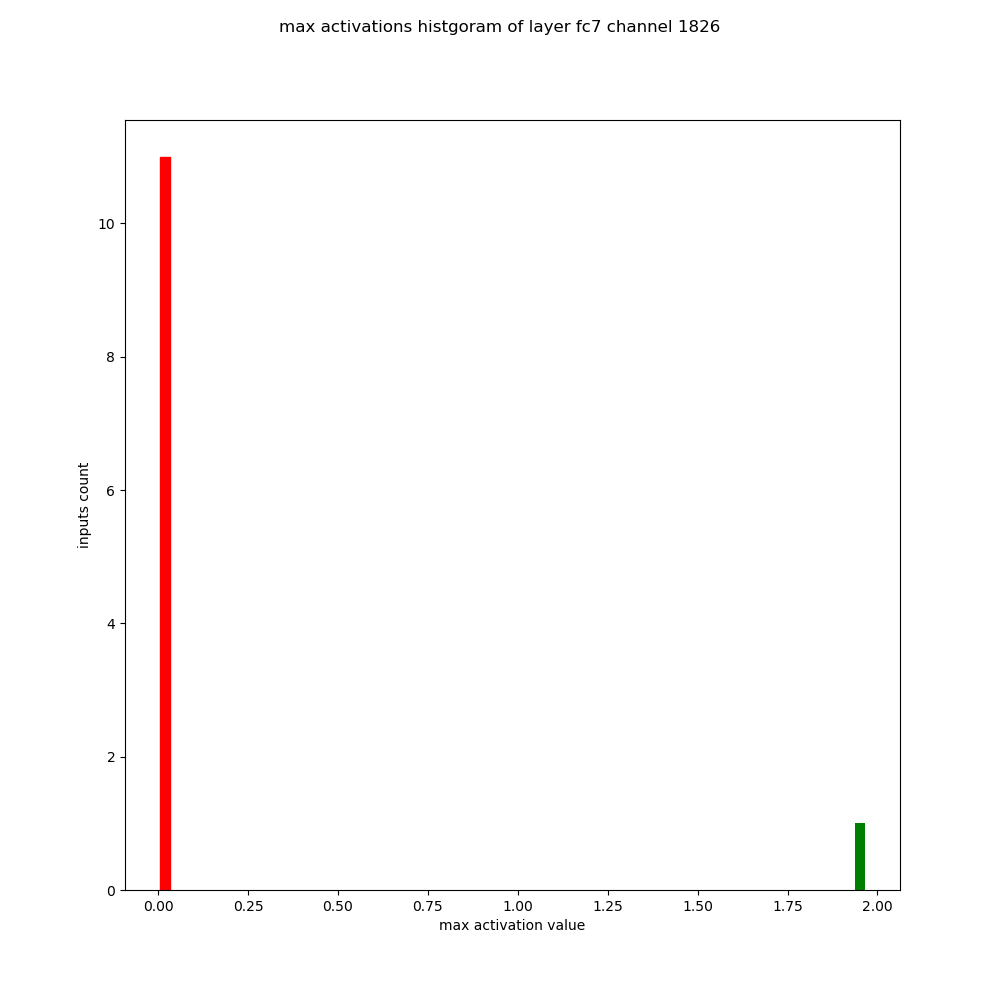 max activations histgoram of layer fc7 channel 1826
10
8
6
4
2
0
inputs count
0.00 0.25 0.50 0.75 1.00 1.25 1.50 1.75 2.00
max activation value